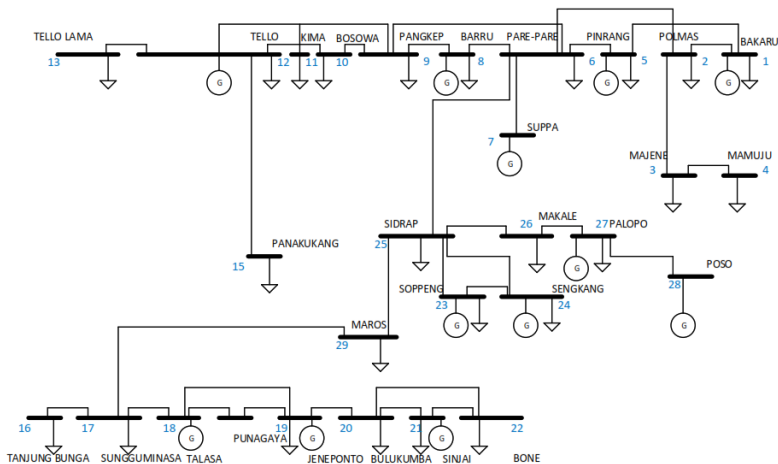 TELLO LAMA TELLO KIMA BOSOWA PANGKEP BARRU PARE-PARE PINRANG POLMAS BAKARU
13 12 11 10 9 8 6 5 2 1
G G G G
SUPPA
7
G
MAJENE MAMUJU
3 4
MAKALE
SIDRAP 26 27 PALOPO
25
PANAKUKANG
15
G
POSO
28
SOPPENG SENGKANG
23 24
G G G
MAROS
29
16 17 18 19 20 21 22
G G G
PUNAGAYA
TANJUNG BUNGA SUNGGUMINASA TALASA JENEPONTO BULUKUMBA SINJAI BONE